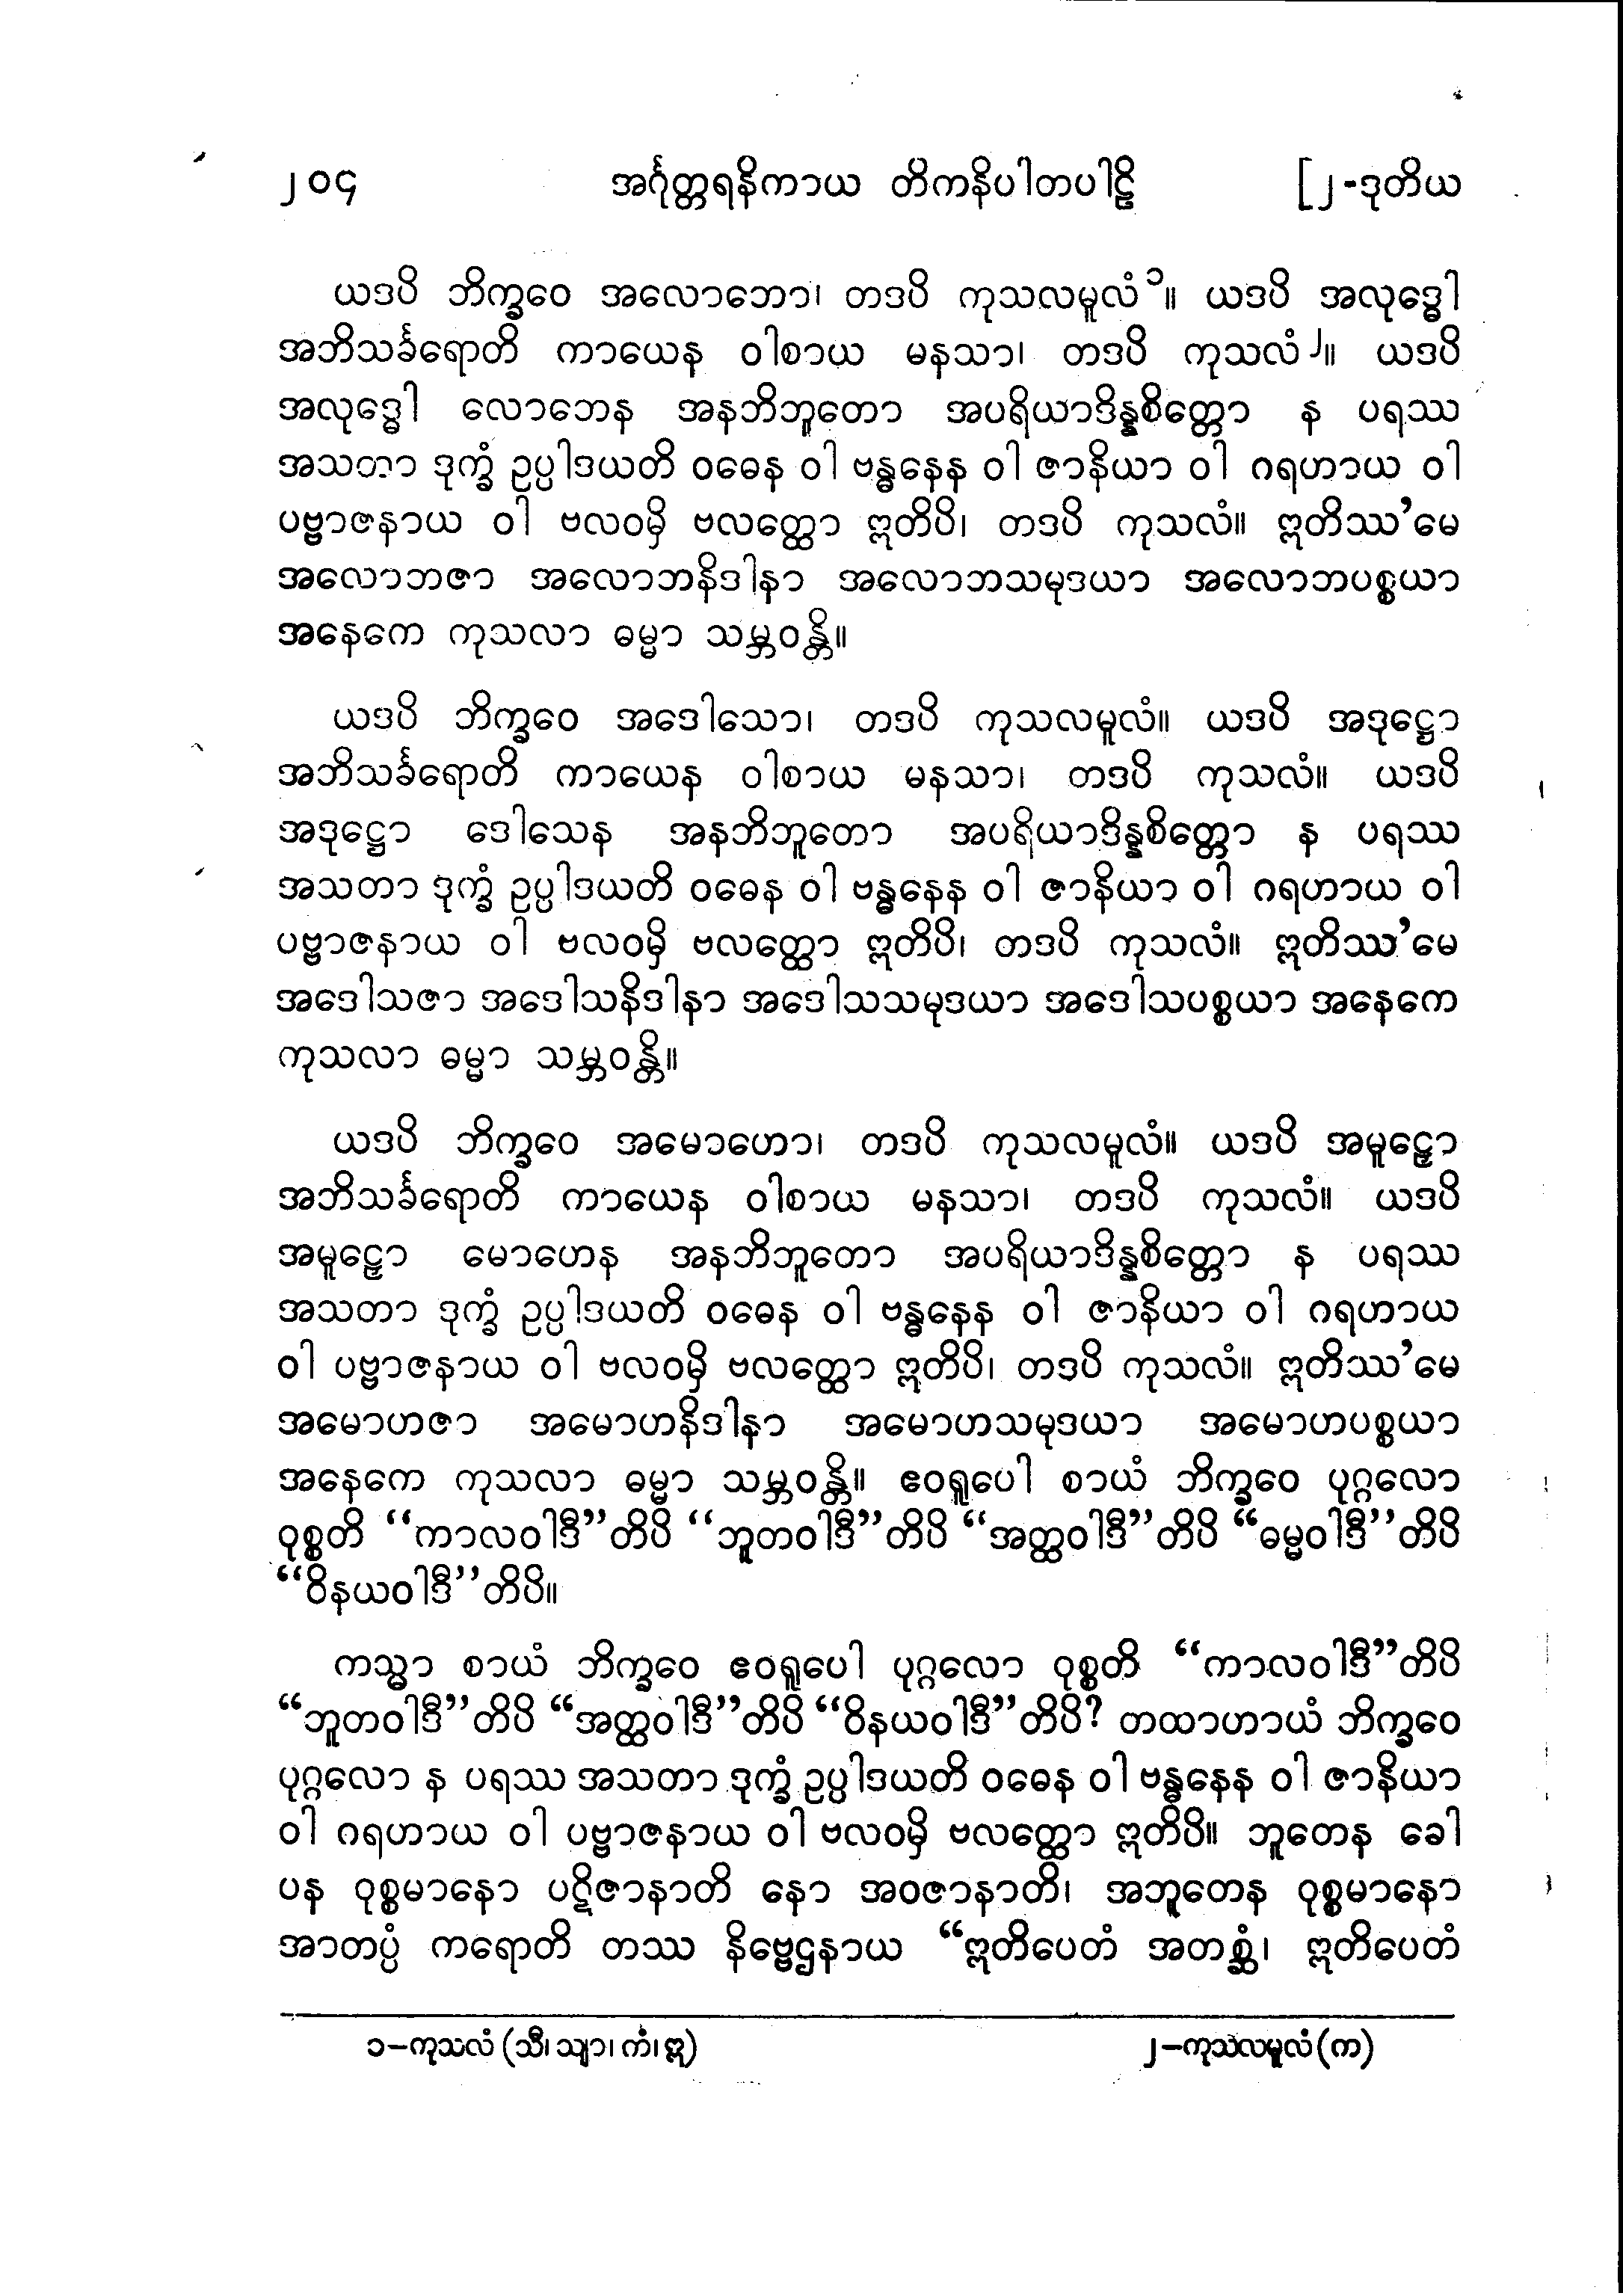 ၂၀၄ အင်္ဂုတ္တရနိကာယ တိကနိပါတပါဠိ [၂-ဒုတိယ
ယဒပိ ဘိက္ခဝေ အလောဘော၊ တဒပိ ကုသလမူလံ၁။ ယဒပိ အလုဒ္ဓေါ
အဘိသင်္ခရောတိ ကာယေန ဝါစာယ မနသာ၊ တဒပိ ကုသလံ၂။ ယဒပိ
အလုဒ္ဓေါ လောဘေန အနဘိဘူတော အပရိယာဒိန္နစိတ္တော န ပရဿ
အသတာ ဒုက္ခံ ဥပ္ပါဒယတိ ဝဓေန ဝါ ဗန္ဓနေန ဝါ ဇာနိယာ ဝါ ဂရဟာယ ဝါ
ပဗ္ဗာဇနာယ ဝါ ဗလဝမှိ ဗလတ္ထော ဣတိပိ၊ တဒပိ ကုသလံ။ ဣတိဿ’မေ
အလောဘဇာ အလောဘနိဒါနာ အလောဘသမုဒယာ အလောဘပစ္စယာ
အနေကေ ကုသလာ ဓမ္မာ သမ္ဘဝန္တိ။
ယဒပိ ဘိက္ခဝေ အဒေါသော၊ တဒပိ ကုသလမူလံ။ ယဒပိ အဒုဋ္ဌော
အဘိသင်္ခရောတိ ကာယေန ဝါစာယ မနသာ၊ တဒပိ ကုသလံ။ ယဒပိ
အဒုဋ္ဌော ဒေါသေန အနဘိဘူတော အပရိယာဒိန္နစိတ္တော န ပရဿ
အသတာ ဒုက္ခံ ဥပ္ပါဒယတိ ဝဓေန ဝါ ဗန္ဓနေန ဝါ ဇာနိယာ ဝါ ဂရဟာယ ဝါ
ပဗ္ဗာဇနာယ ဝါ ဗလဝမှိ ဗလတ္ထော ဣတိပိ၊ တဒပိ ကုသလံ။ ဣတိဿ’မေ
အဒေါသဇာ အဒေါသနိဒါနာ အဒေါသသမုဒယာ အဒေါသပစ္စယာ အနေကေ
ကုသလာ ဓမ္မာ သမ္ဘဝန္တိ။
ယဒပိ ဘိက္ခဝေ အမောဟော၊ တဒပိ ကုသလမူလံ။ ယဒပိ အမူဠှော
အဘိသင်္ခရောတိ ကာယေန ဝါစာယ မနသာ၊ တဒပိ ကုသလံ။ ယဒပိ
အမူဠှော မောဟေန အနဘိဘူတော အပရိယာဒိန္နစိတ္တော န ပရဿ
အသတာ ဒုက္ခံ ဥပ္ပါဒယတိ ဝဓေန ဝါ ဗန္ဓနေန ဝါ ဇာနိယာ ဝါ ဂရဟာယ
ဝါ ပဗ္ဗာဇနာယ ဝါ ဗလဝမှိ ဗလတ္ထော ဣတိပိ၊ တဒပိ ကုသလံ။ ဣတိဿ’မေ
အမောဟဇာ အမောဟနိဒါနာ အမောဟသမုဒယာ အမောဟပစ္စယာ
အနေကေ ကုသလာ ဓမ္မာ သမ္ဘဝန္တိ။ ဧဝရူပေါ စာယံ ဘိက္ခဝေ ပုဂ္ဂလော
ဝုစ္စတိ “ကာလဝါဒီ”တိပိ “ဘူတဝါဒီ”တိပိ “အတ္ထဝါဒီ”တိပိ “ဓမ္မဝါဒီ”တိပိ
“ဝိနယဝါဒီ”တိပိ။
ကသ္မာ စာယံ ဘိက္ခဝေ ဧဝရူပေါ ပုဂ္ဂလော ဝုစ္စတိ “ကာလဝါဒီ”တိပိ
“ဘူတဝါဒီ”တိပိ “အတ္ထဝါဒီ”တိပိ “ဝိနယဝါဒီ”တိပိ? တထာဟာယံ ဘိက္ခဝေ
ပုဂ္ဂလော န ပရဿ အသတာ ဒုက္ခံ ဥပ္ပါဒယတိ ဝဓေန ဝါ ဗန္ဓနေန ဝါ ဇာနိယာ
ဝါ ဂရဟာယ ဝါ ပဗ္ဗာဇနာယ ဝါ ဗလဝမှိ ဗလတ္ထော ဣတိပိ။ ဘူတေန ခေါ
ပန ဝုစ္စမာနော ပဋိဇာနာတိ နော အဝဇာနာတိ၊ အဘူတေန ဝုစ္စမာနော
အာတပ္ပံ ကရောတိ တဿ နိဗ္ဗေဌနာယ “ဣတိပေတံ အတစ္ဆံ၊ ဣတိပေတံ
၁–ကုသလံ (သီ၊ သျာ၊ ကံ၊ ဣ) ၂–ကုသလမူလံ (က)